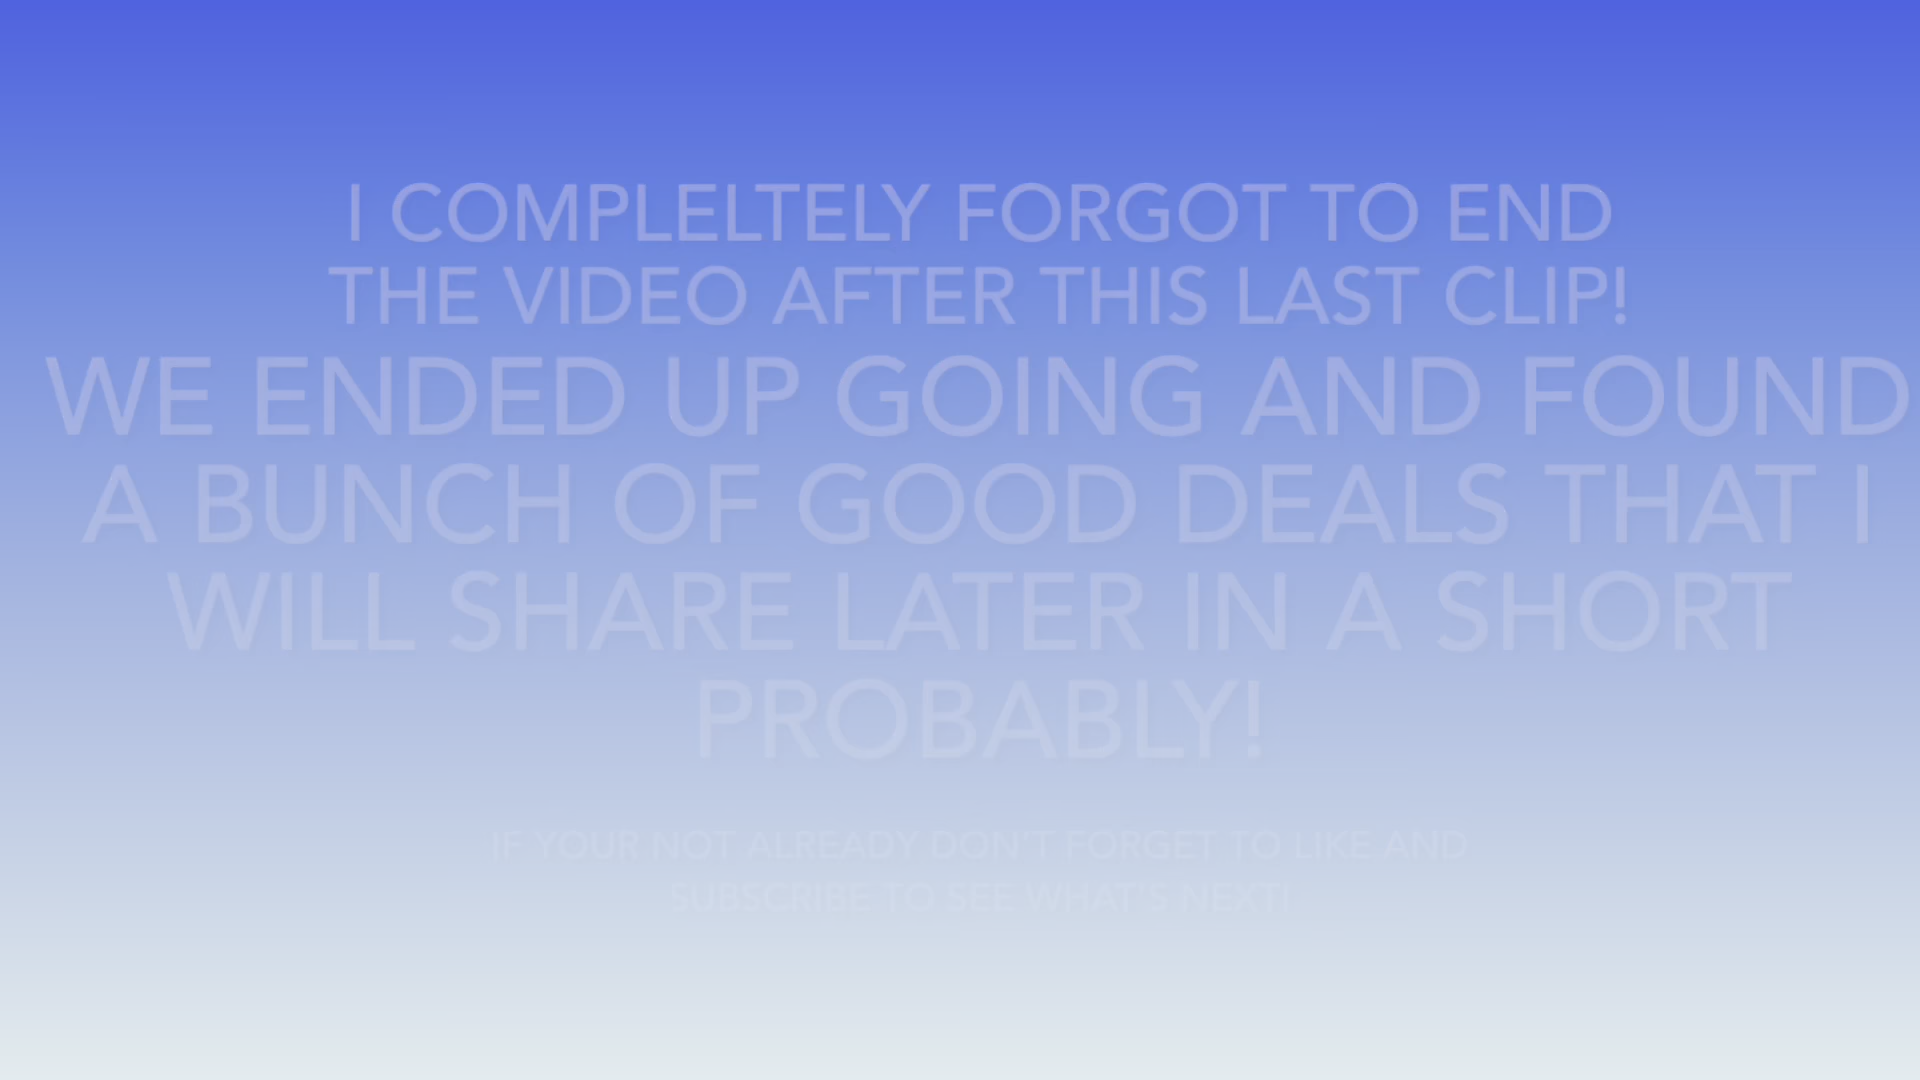 I COMPLELTELY FORGOT TO END
THE VIDEO AFTER THIS LAST CLIP!
WE ENDED UP GOING AND FOUND
A BUNCH OF GOOD DEALS THAT I
WILL SHARE LATER IN A SHORT
PROBABLY!
IF YOUR NOT ALREADY DON'T FORGET TO LIKE AND
SUBSCRIBE TO SEE WHAT'S NEXT!